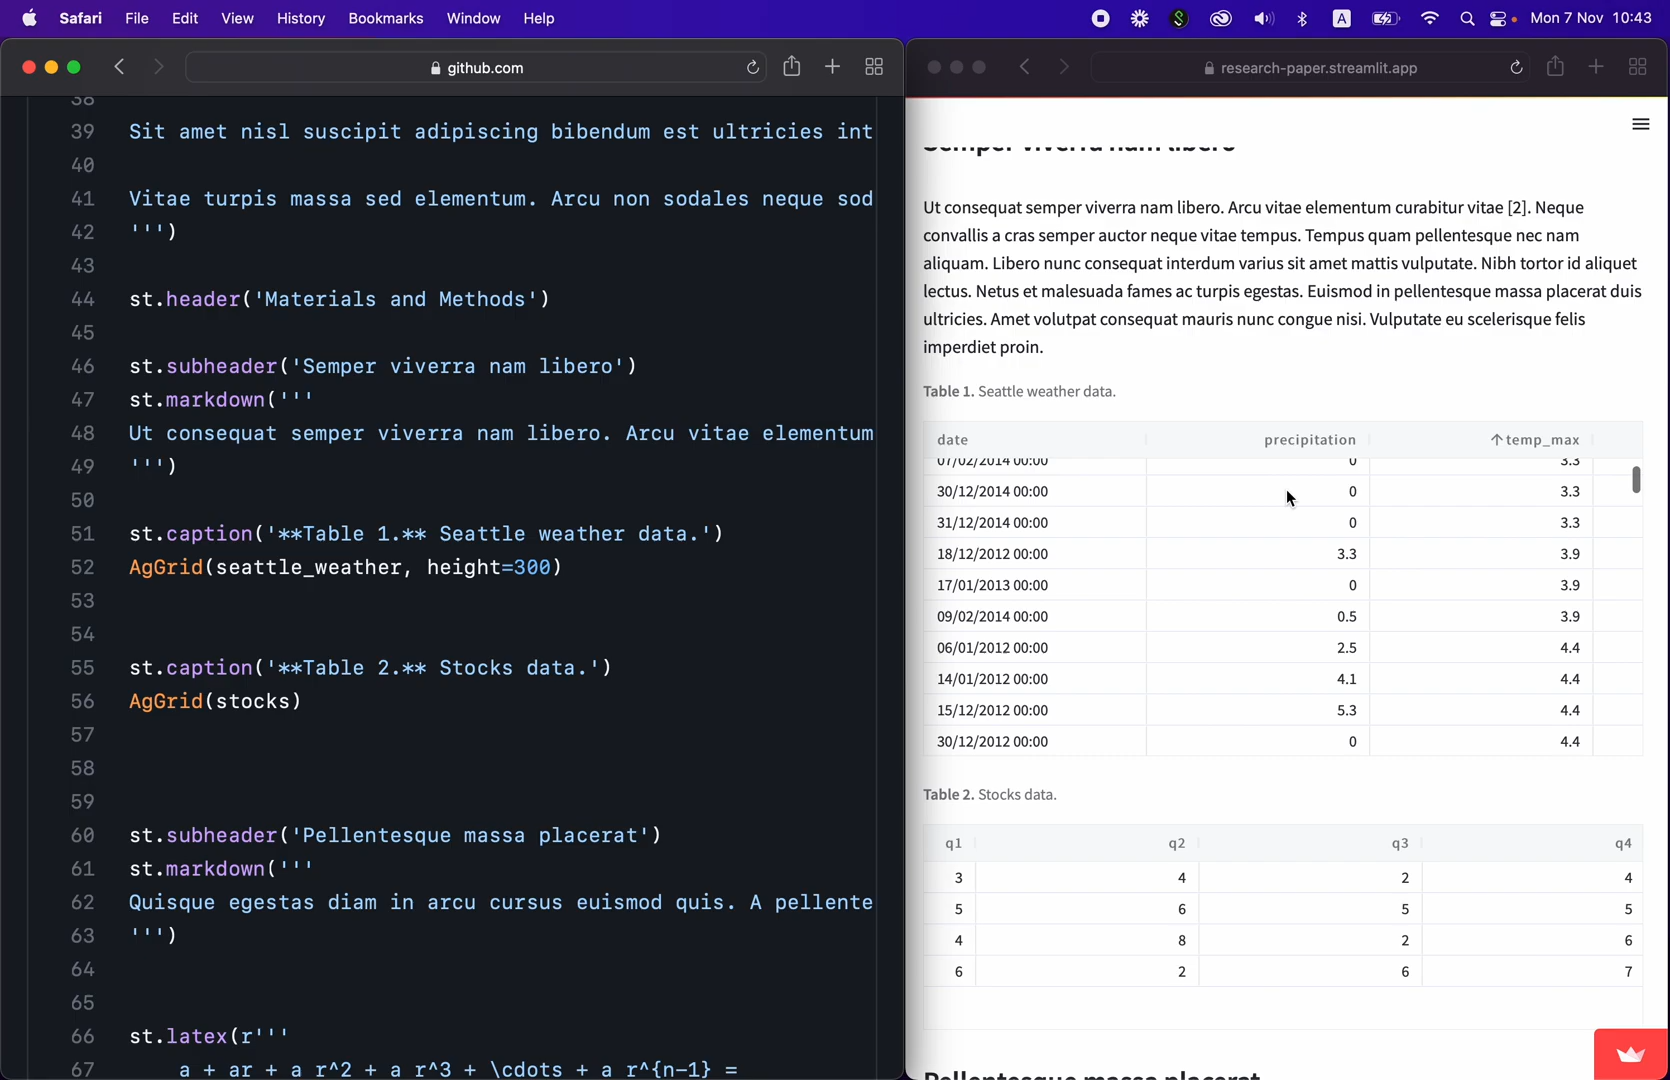 Safari File Edit View History Bookmarks Window Help
A
Mon 7 Nov 10:43
github.com
38
39 Sit amet nisl suscipit adipiscing bibendum est ultricies int
40
41 Vitae turpis massa sed elementum. Arcu non sodales neque sod
42 ''')
43
44 st.header('Materials and Methods')
45
46 st.subheader('Semper viverra nam libero')
47 st.markdown('''
48 Ut consequat semper viverra nam libero. Arcu vitae elementum
49 ''')
50
51 st.caption('**Table 1.** Seattle weather data.')
52 AgGrid(seattle_weather, height=300)
53
54
55 st.caption('**Table 2.** Stocks data.')
56 AgGrid(stocks)
57
58
59
60 st.subheader('Pellentesque massa placerat')
61 st.markdown('''
62 Quisque egestas diam in arcu cursus euismod quis. A pellente
63 ''')
64
65
66 st.latex(r'''
67 a + ar + a r^2 + a r^3 + \cdots + a r^{n-1} =
research-paper.streamlit.app
Semper viverra nam libero
Ut consequat semper viverra nam libero. Arcu vitae elementum curabitur vitae [2]. Neque
convallis a cras semper auctor neque vitae tempus. Tempus quam pellentesque nec nam
aliquam. Libero nunc consequat interdum varius sit amet mattis vulputate. Nibh tortor id aliquet
lectus. Netus et malesuada fames ac turpis egestas. Euismod in pellentesque massa placerat duis
ultricies. Amet volutpat consequat mauris nunc congue nisi. Vulputate eu scelerisque felis
imperdiet proin.
Table 1. Seattle weather data.
date precipitation ↑temp_max
07/02/2014 00:00 0 3.3
30/12/2014 00:00 0 3.3
31/12/2014 00:00 0 3.3
18/12/2012 00:00 3.3 3.9
17/01/2013 00:00 0 3.9
09/02/2014 00:00 0.5 3.9
06/01/2012 00:00 2.5 4.4
14/01/2012 00:00 4.1 4.4
15/12/2012 00:00 5.3 4.4
30/12/2012 00:00 0 4.4
Table 2. Stocks data.
q1 q2 q3 q4
3 4 2 4
5 6 5 5
4 8 2 6
6 2 6 7
Pellentesque massa placerat